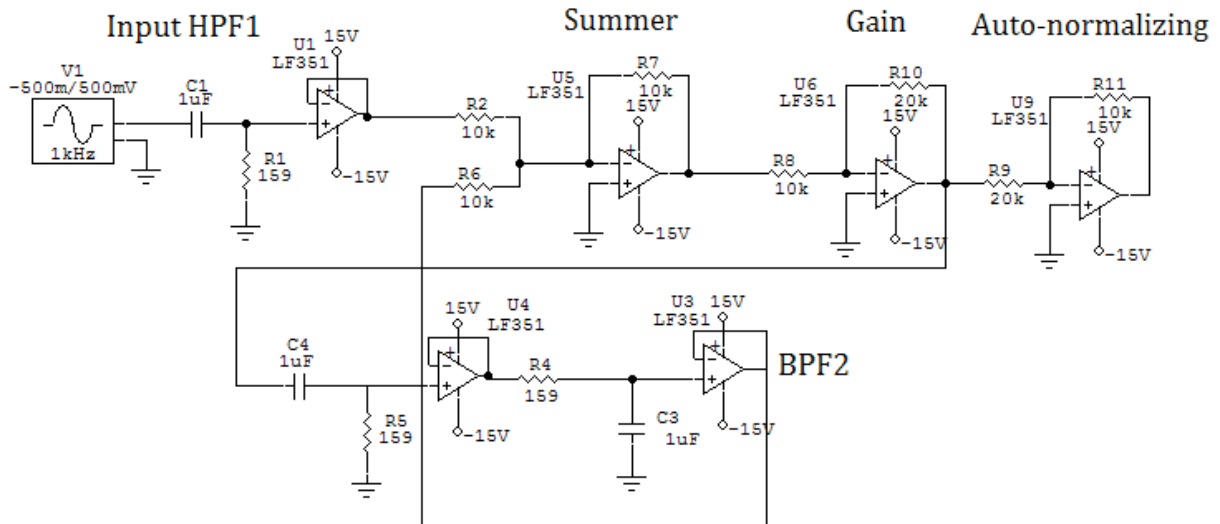 Input HPF1
Summer
Gain
Auto-normalizing
V1
-500m/500mV
1kHz
C1
1uF
R1
159
U1
LF351
15V
-15V
R2
10k
R6
10k
U5
LF351
R7
10k
15V
-15V
R8
10k
U6
LF351
R10
20k
15V
-15V
R9
20k
U9
LF351
R11
10k
15V
-15V
C4
1uF
R5
159
15V
U4
LF351
-15V
R4
159
C3
1uF
U3
LF351
15V
-15V
BPF2